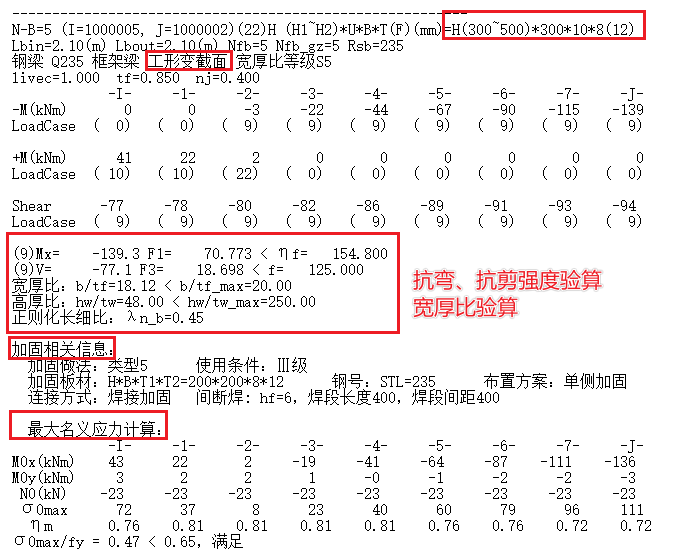 N-B=5 (I=1000005, J=1000002)(22)H (H1~H2)*U*B*T(F)(mm)=H(300~500)*300*10*8(12)
Lbin=2.10(m) Lbout=2.10(m) Nfb=5 Nfb_gz=5 Rsb=235
钢梁 Q235 框架梁 工形变截面 宽厚比等级S5
livec=1.000 tf=0.850 nj=0.400
-I- -1- -2- -3- -4- -5- -6- -7- -J-
-M(kNm) 0 0 -3 -22 -44 -67 -90 -115 -139
LoadCase ( 0) ( 0) ( 9) ( 9) ( 9) ( 9) ( 9) ( 9) ( 9)
+M(kNm) 41 22 2 0 0 0 0 0 0
LoadCase ( 10) ( 10) ( 22) ( 0) ( 0) ( 0) ( 0) ( 0) ( 0)
Shear -77 -78 -80 -82 -86 -89 -91 -93 -94
LoadCase ( 9) ( 9) ( 9) ( 9) ( 9) ( 9) ( 9) ( 9) ( 9)
(9)Mx= -139.3 F1= 70.773 < ηf= 154.800
(9)V= -77.1 F3= 18.698 < f= 125.000
宽厚比: b/tf=18.12 < b/tf_max=20.00
高厚比: hw/tw=48.00 < hw/tw_max=250.00
正则化长细比: λn_b=0.45
抗弯、抗剪强度验算
宽厚比验算
加固相关信息:
加固做法: 类型5 使用条件: Ⅲ级
加固板材: H*B*T1*T2=200*200*8*12 钢号: STL=235 布置方案: 单侧加固
连接方式: 焊接加固 间断焊: hf=6, 焊段长度400, 焊段间距400
最大名义应力计算:
-I- -1- -2- -3- -4- -5- -6- -7- -J-
M0x(kNm) 43 22 2 -19 -41 -64 -87 -111 -136
M0y(kNm) 3 2 2 1 -0 -1 -2 -2 -3
N0(kN) -23 -23 -23 -23 -23 -23 -23 -23 -23
σ0max 72 37 8 23 40 60 79 96 111
ηm 0.76 0.81 0.81 0.81 0.81 0.76 0.76 0.72 0.72
σ0max/fy = 0.47 < 0.65, 满足